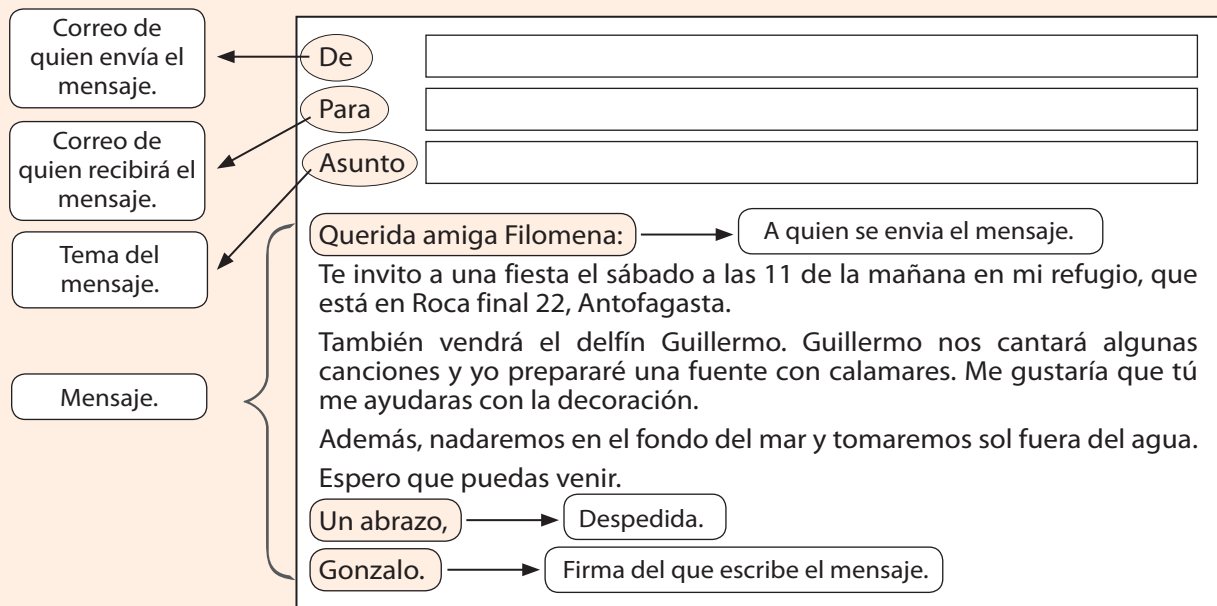 Correo de
quien envía el
mensaje.
De
Correo de
quien recibirá el
mensaje.
Para
Tema del
mensaje.
Asunto
Mensaje.
Querida amiga Filomena:
A quien se envia el mensaje.
Te invito a una fiesta el sábado a las 11 de la mañana en mi refugio, que
está en Roca final 22, Antofagasta.
También vendrá el delfín Guillermo. Guillermo nos cantará algunas
canciones y yo prepararé una fuente con calamares. Me gustaría que tú
me ayudaras con la decoración.
Además, nadaremos en el fondo del mar y tomaremos sol fuera del agua.
Espero que puedas venir.
Un abrazo,
Despedida.
Gonzalo.
Firma del que escribe el mensaje.